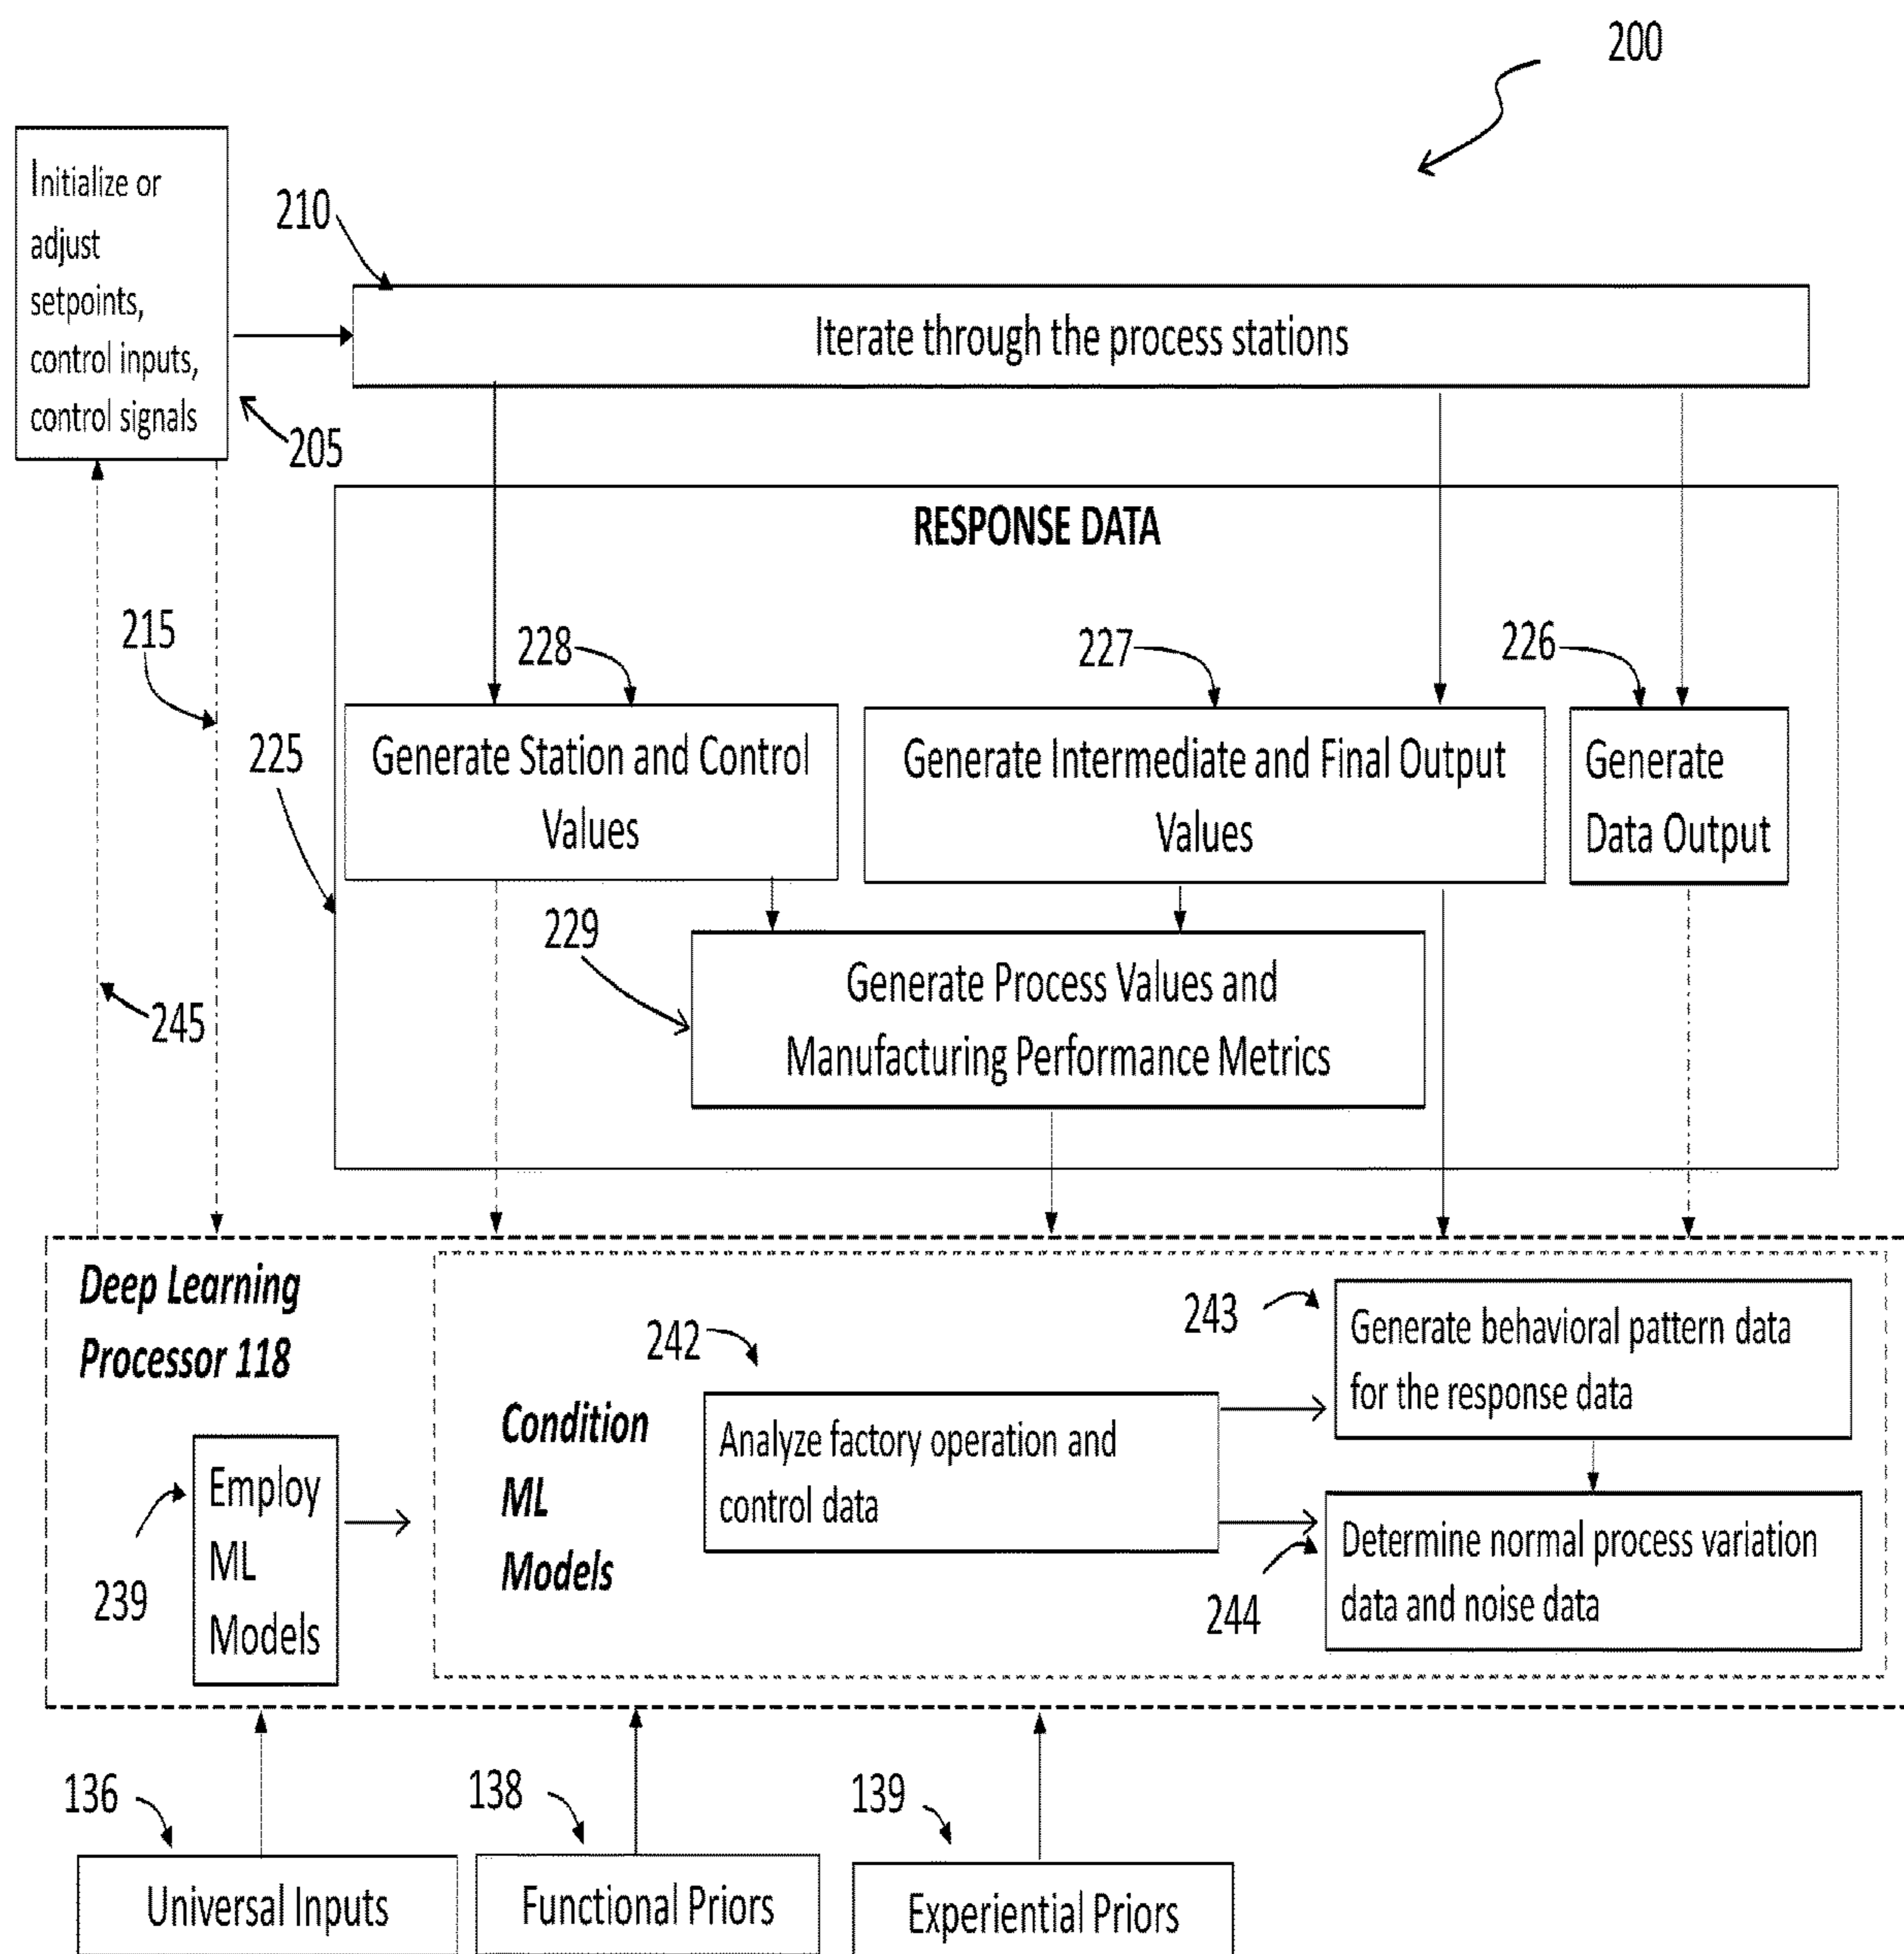 200
Initialize or
adjust
setpoints,
control inputs,
control signals
210
Iterate through the process stations
205
RESPONSE DATA
215
228
227
226
225
Generate Station and Control
Values
Generate Intermediate and Final Output
Values
Generate
Data Output
229
Generate Process Values and
Manufacturing Performance Metrics
245
Deep Learning
Processor 118
243
Generate behavioral pattern data
for the response data
242
Condition
ML
Models
Analyze factory operation and
control data
Employ
ML
Models
239
244
Determine normal process variation
data and noise data
136
138
139
Universal Inputs
Functional Priors
Experiential Priors